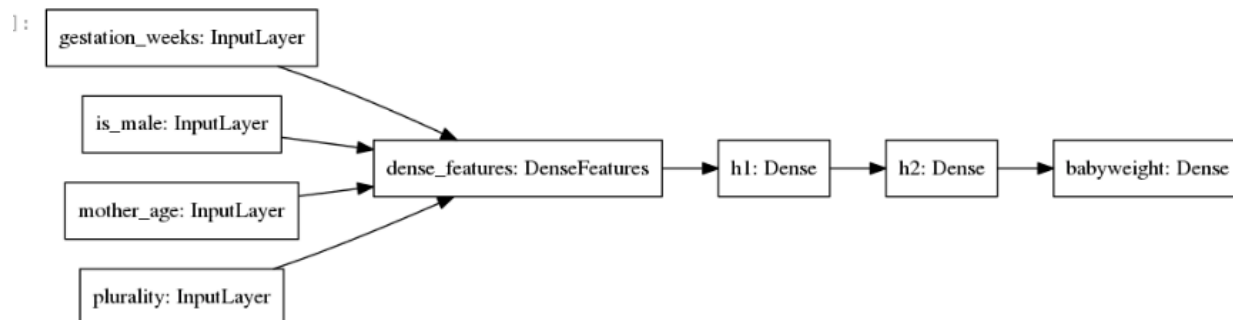 ]:
gestation_weeks: InputLayer
is_male: InputLayer
mother_age: InputLayer
plurality: InputLayer
dense_features: DenseFeatures
h1: Dense
h2: Dense
babyweight: Dense